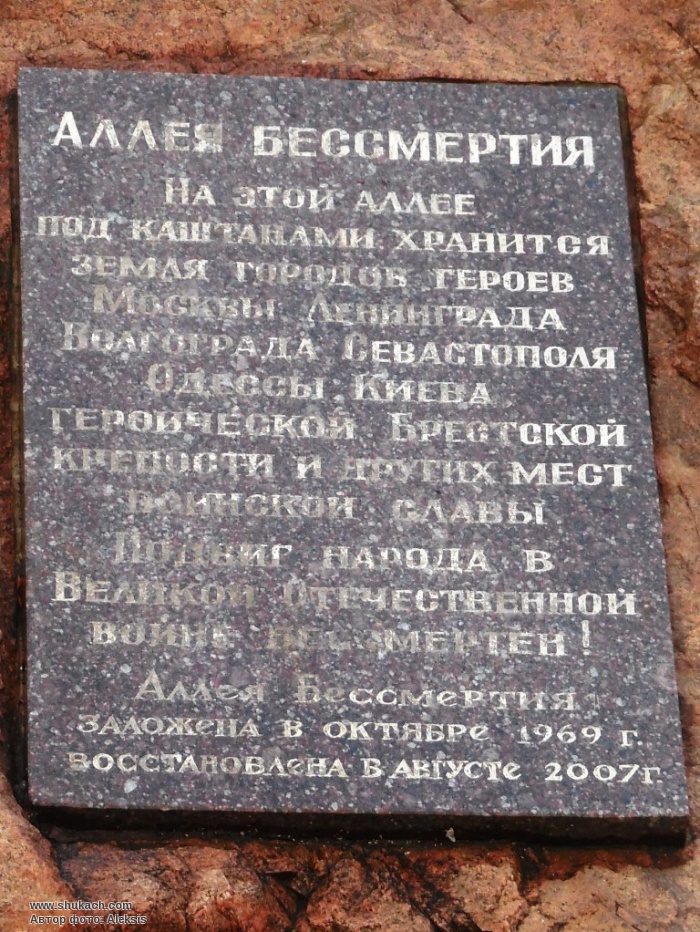 Аллея Бессмертия
На этой аллее
под каштанами хранится
земля городов героев
Москвы Ленинграда
Волгограда Севастополя
Одессы Киева
героической Брестской
крепости и других мест
воинской славы
Подвиг народа в
Великой Отечественной
войне бессмертен!
Аллея Бессмертия
заложена в октябре 1969 г.
восстановлена в августе 2007г
www.shukach.com
Автор фото: Aleksis